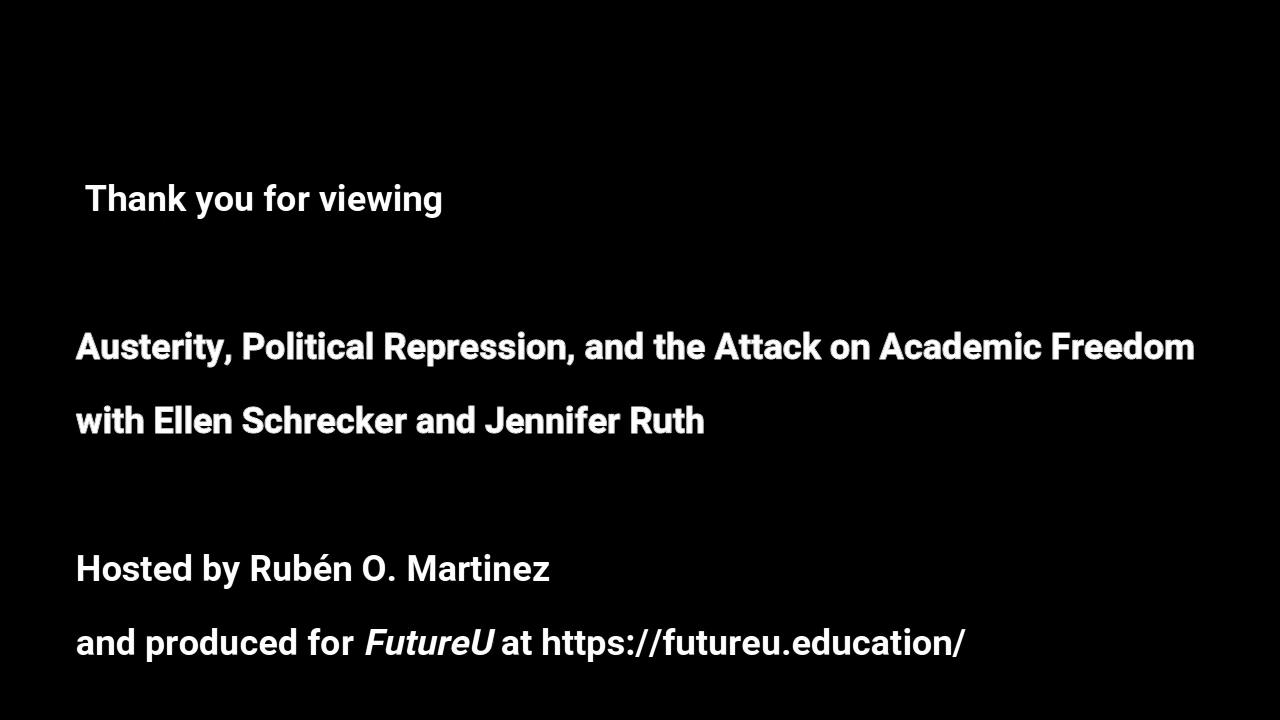 Thank you for viewing
Austerity, Political Repression, and the Attack on Academic Freedom
with Ellen Schrecker and Jennifer Ruth
Hosted by Rubén O. Martinez
and produced for FutureU at https://futureu.education/